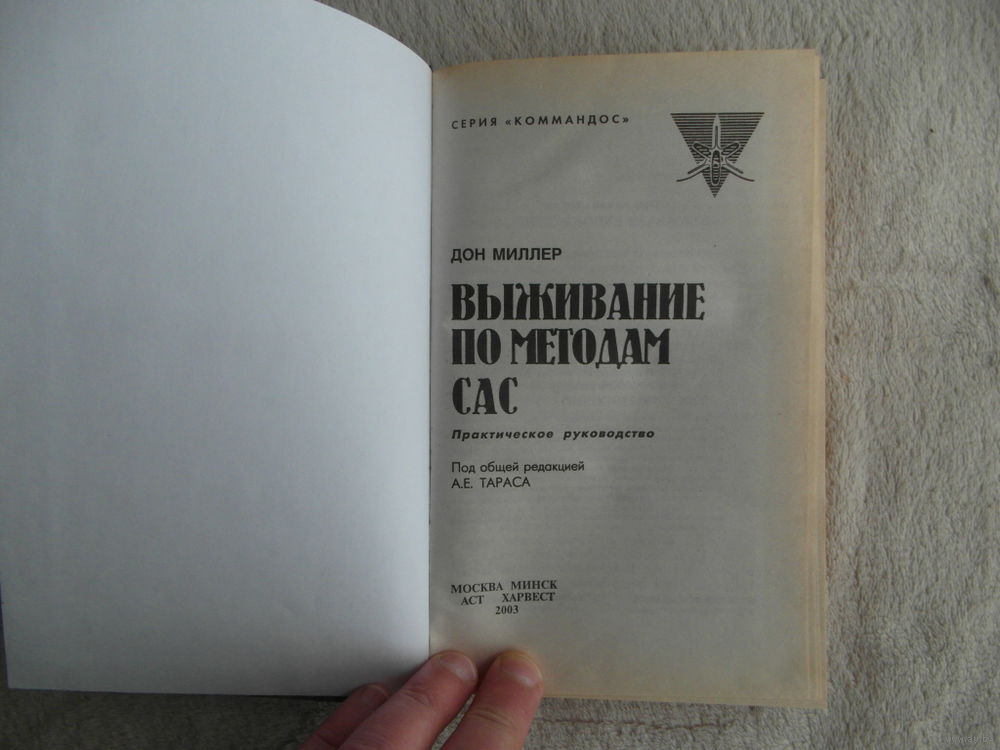 СЕРИЯ «КОММАНДОС»
ДОН МИЛЛЕР
ВЫЖИВАНИЕ
ПО МЕТОДАМ
САС
Практическое руководство
Под общей редакцией
А.Е. ТАРАСА
МОСКВА МИНСК
АСТ ХАРВЕСТ
2003